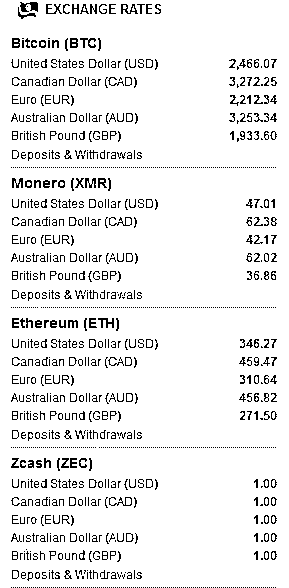 EXCHANGE RATES
Bitcoin (BTC)
United States Dollar (USD) 2,466.07
Canadian Dollar (CAD) 3,272.25
Euro (EUR) 2,212.34
Australian Dollar (AUD) 3,253.34
British Pound (GBP) 1,933.60
Deposits & Withdrawals
Monero (XMR)
United States Dollar (USD) 47.01
Canadian Dollar (CAD) 62.38
Euro (EUR) 42.17
Australian Dollar (AUD) 62.02
British Pound (GBP) 36.86
Deposits & Withdrawals
Ethereum (ETH)
United States Dollar (USD) 346.27
Canadian Dollar (CAD) 459.47
Euro (EUR) 310.64
Australian Dollar (AUD) 456.82
British Pound (GBP) 271.50
Deposits & Withdrawals
Zcash (ZEC)
United States Dollar (USD) 1.00
Canadian Dollar (CAD) 1.00
Euro (EUR) 1.00
Australian Dollar (AUD) 1.00
British Pound (GBP) 1.00
Deposits & Withdrawals